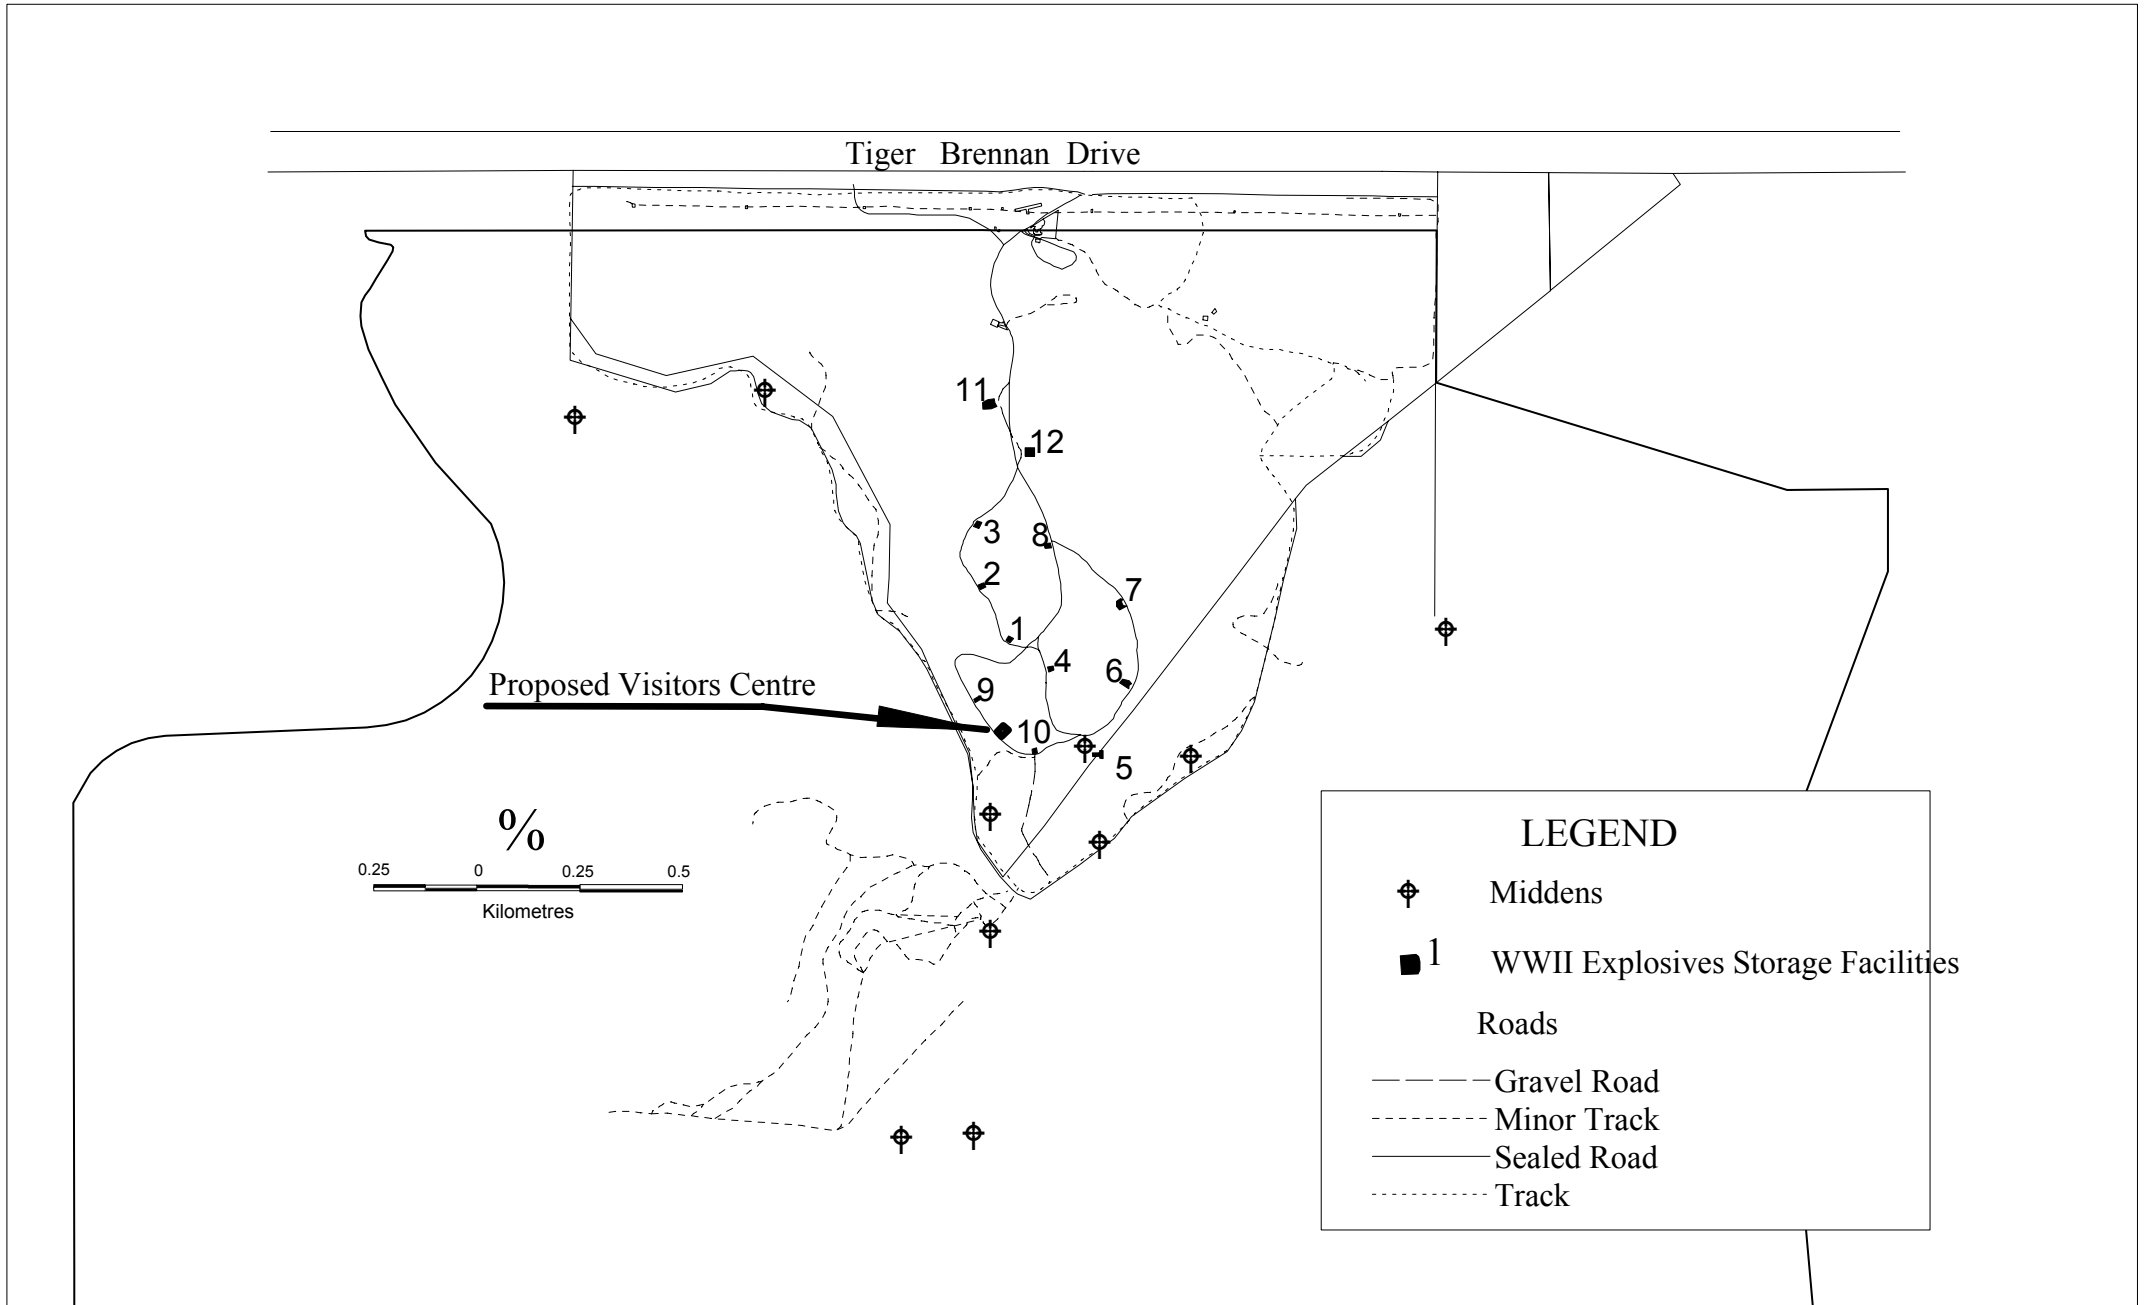 Tiger Brennan Drive
11
12
3
8
2
7
1
4
6
9
Proposed Visitors Centre
10
5
%
0.25 0 0.25 0.5
Kilometres
LEGEND
Middens
1 WWII Explosives Storage Facilities
Roads
Gravel Road
Minor Track
Sealed Road
Track